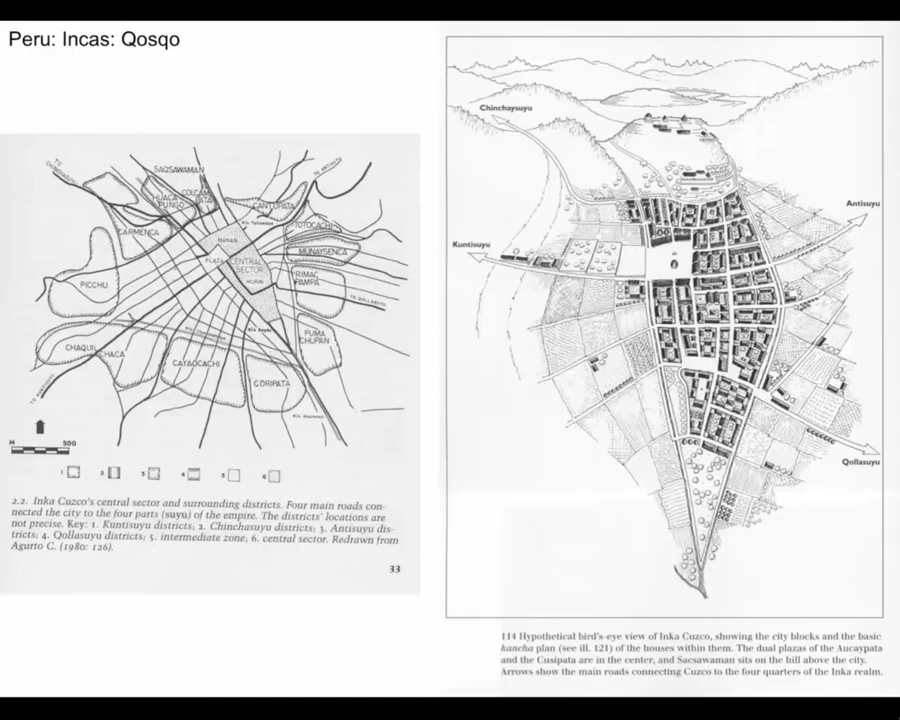 Peru: Incas: Qosqo
SAQSAWAMAN
HUACA
PUNGO
COLCAM
PATA
CANTUPATA
TOTOCACHI
CARMENCA
HANAN
MUNAYSENCA
PLAZA
CENTRAL
SECTOR
HURIN
RIMAC
PAMPA
PICCHU
TO QOLLASUYU
PUMA
CHUPAN
CHAQUIL
CHACA
CAYAOCACHI
CORIPATA
M 500
1 2 3 4 5 6
2.2. Inka Cuzco's central sector and surrounding districts. Four main roads con-
nected the city to the four parts (suyu) of the empire. The districts' locations are
not precise. Key: 1. Kuntisuyu districts; 2. Chinchasuyu districts; 3. Antisuyu dis-
tricts; 4. Qollasuyu districts; 5. intermediate zone; 6. central sector. Redrawn from
Agurto C. (1980: 126).
33
Chinchaysuyu
Antisuyu
Kuntisuyu
Qollasuyu
114 Hypothetical bird's-eye view of Inka Cuzco, showing the city blocks and the basic
kancha plan (see ill. 121) of the houses within them. The dual plazas of the Aucaypata
and the Cusipata are in the center, and Sacsawaman sits on the hill above the city.
Arrows show the main roads connecting Cuzco to the four quarters of the Inka realm.